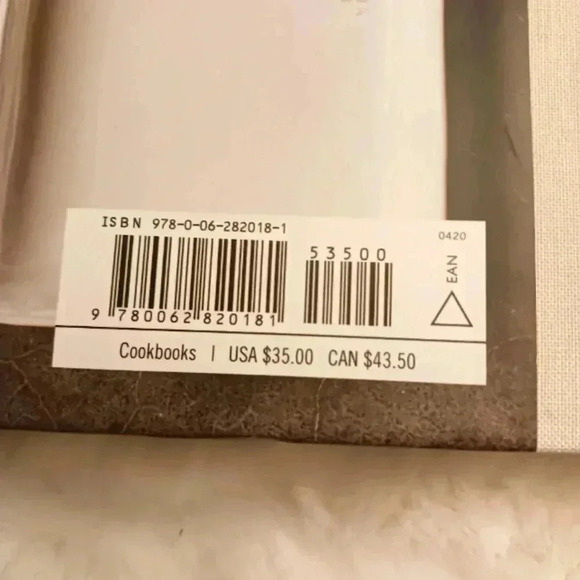 ISBN 978-0-06-282018-1
53500
0420
EAN
9 780062 820181
Cookbooks | USA $35.00 CAN $43.50